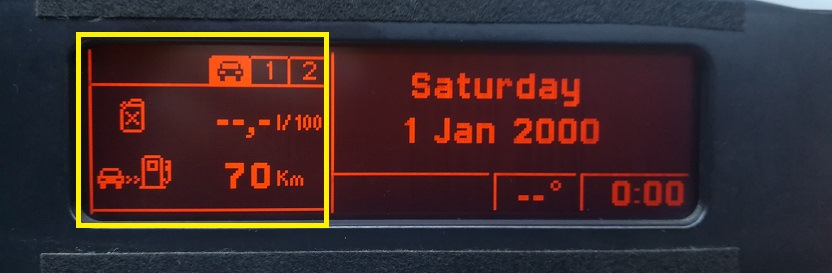 1 2
--,- l/100
70 Km
Saturday
1 Jan 2000
--° 0:00